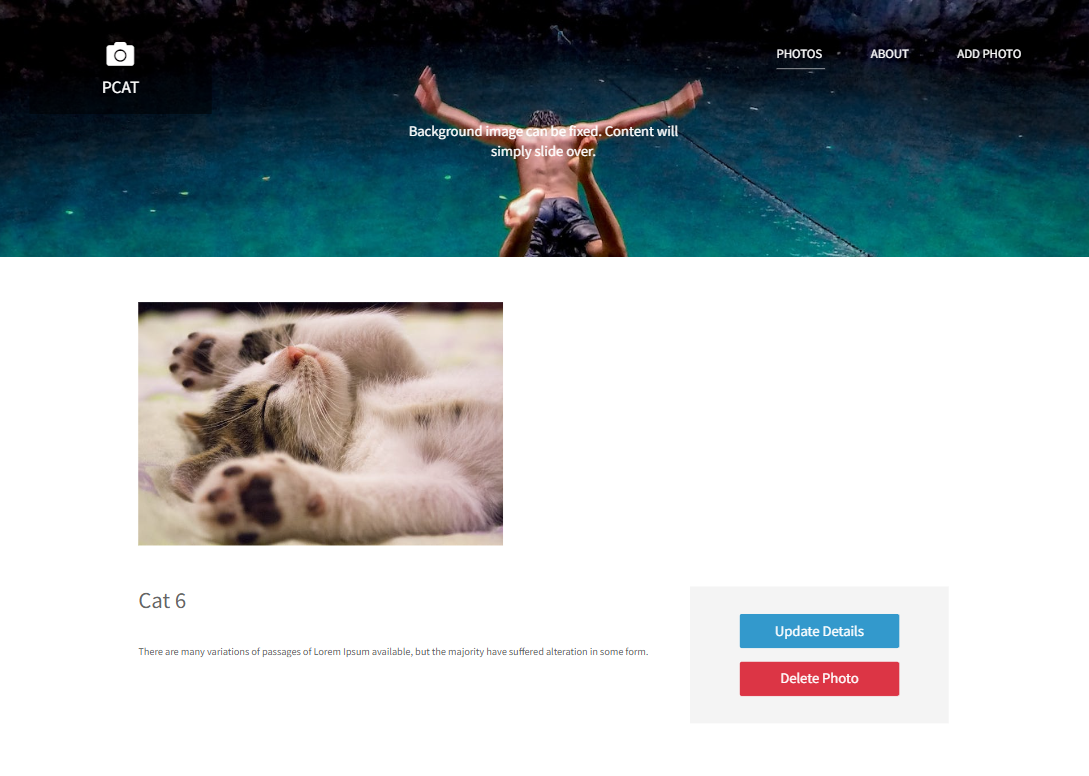 PCAT
PHOTOS
ABOUT
ADD PHOTO
Background image can be fixed. Content will
simply slide over.
Cat 6
There are many variations of passages of Lorem Ipsum available, but the majority have suffered alteration in some form.
Update Details
Delete Photo